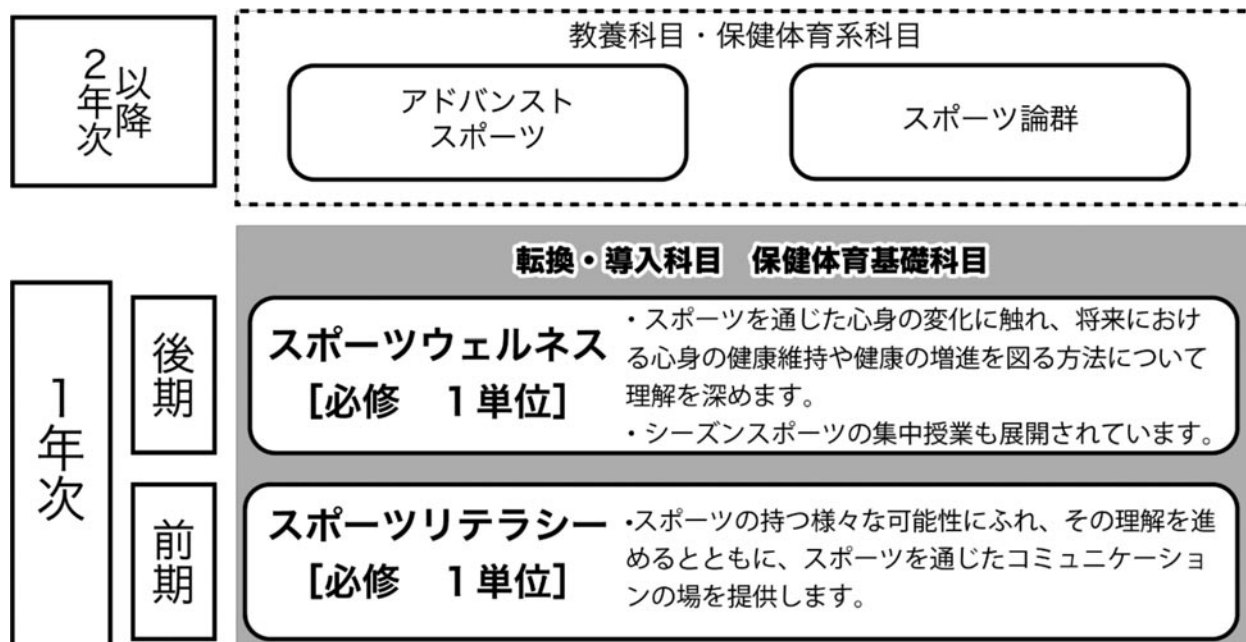 2年次
以降
教養科目・保健体育系科目
アドバンスト
スポーツ
スポーツ論群
転換・導入科目　保健体育基礎科目
1年次
後期
スポーツウェルネス
［必修　1単位］
・スポーツを通じた心身の変化に触れ、将来におけ
る心身の健康維持や健康の増進を図る方法について
理解を深めます。
・シーズンスポーツの集中授業も展開されています。
前期
スポーツリテラシー
［必修　1単位］
・スポーツの持つ様々な可能性にふれ、その理解を進
めるとともに、スポーツを通じたコミュニケーショ
ンの場を提供します。